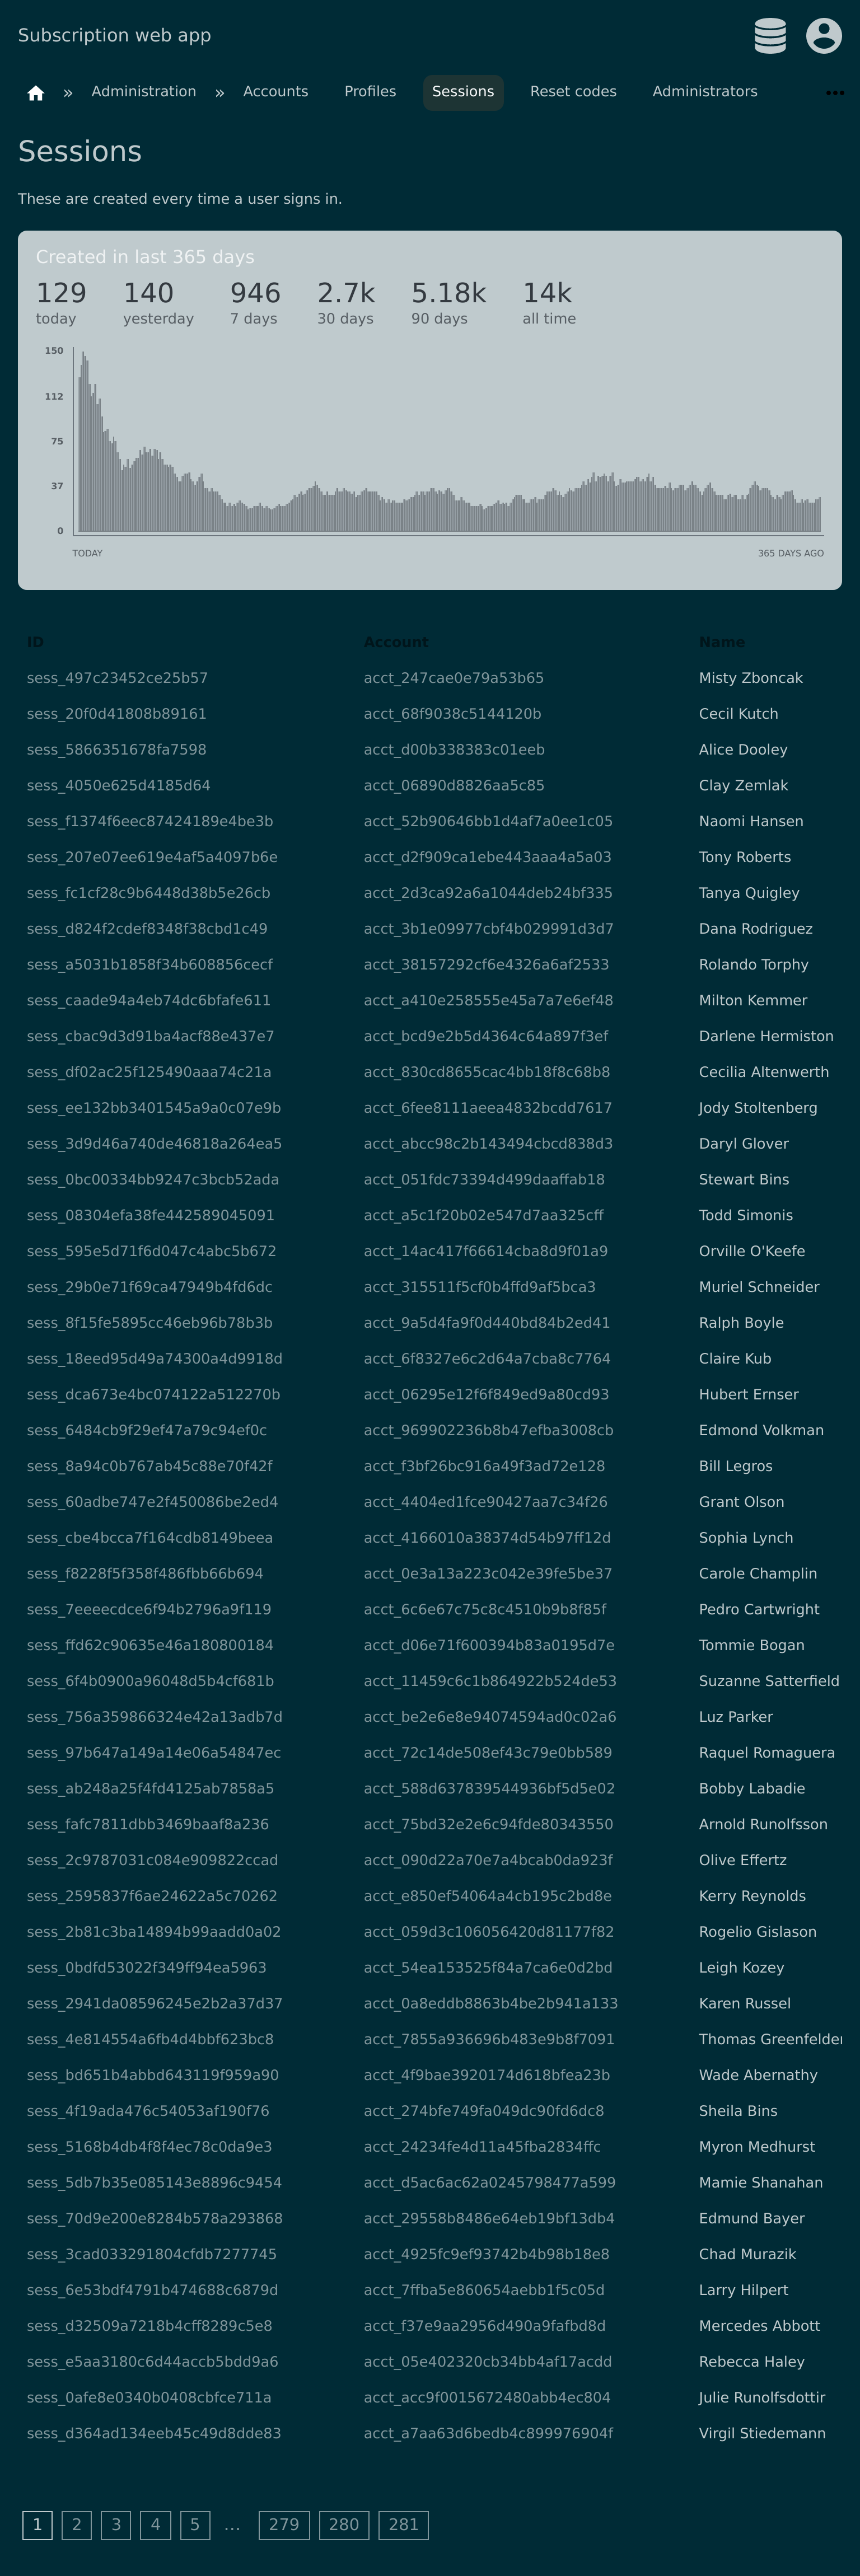 Subscription web app
» Administration » Accounts Profiles Sessions Reset codes Administrators
Sessions
These are created every time a user signs in.
Created in last 365 days
129 140 946 2.7k 5.18k 14k
today yesterday 7 days 30 days 90 days all time
150
112
75
37
0
TODAY 365 DAYS AGO
ID Account Name
sess_497c23452ce25b57 acct_247cae0e79a53b65 Misty Zboncak
sess_20f0d41808b89161 acct_68f9038c5144120b Cecil Kutch
sess_5866351678fa7598 acct_d00b338383c01eeb Alice Dooley
sess_4050e625d4185d64 acct_06890d8826aa5c85 Clay Zemlak
sess_f1374f6eec87424189e4be3b acct_52b90646bb1d4af7a0ee1c05 Naomi Hansen
sess_207e07ee619e4af5a4097b6e acct_d2f909ca1ebe443aaa4a5a03 Tony Roberts
sess_fc1cf28c9b6448d38b5e26cb acct_2d3ca92a6a1044deb24bf335 Tanya Quigley
sess_d824f2cdef8348f38cbd1c49 acct_3b1e09977cbf4b029991d3d7 Dana Rodriguez
sess_a5031b1858f34b608856cecf acct_38157292cf6e4326a6af2533 Rolando Torphy
sess_caade94a4eb74dc6bfafe611 acct_a410e258555e45a7a7e6ef48 Milton Kemmer
sess_cbac9d3d91ba4acf88e437e7 acct_bcd9e2b5d4364c64a897f3ef Darlene Hermiston
sess_df02ac25f125490aaa74c21a acct_830cd8655cac4bb18f8c68b8 Cecilia Altenwerth
sess_ee132bb3401545a9a0c07e9b acct_6fee8111aeea4832bcdd7617 Jody Stoltenberg
sess_3d9d46a740de46818a264ea5 acct_abcc98c2b143494cbcd838d3 Daryl Glover
sess_0bc00334bb9247c3bcb52ada acct_051fdc73394d499daaffab18 Stewart Bins
sess_08304efa38fe442589045091 acct_a5c1f20b02e547d7aa325cff Todd Simonis
sess_595e5d71f6d047c4abc5b672 acct_14ac417f66614cba8d9f01a9 Orville O'Keefe
sess_29b0e71f69ca47949b4fd6dc acct_315511f5cf0b4ffd9af5bca3 Muriel Schneider
sess_8f15fe5895cc46eb96b78b3b acct_9a5d4fa9f0d440bd84b2ed41 Ralph Boyle
sess_18eed95d49a74300a4d9918d acct_6f8327e6c2d64a7cba8c7764 Claire Kub
sess_dca673e4bc074122a512270b acct_06295e12f6f849ed9a80cd93 Hubert Ernser
sess_6484cb9f29ef47a79c94ef0c acct_969902236b8b47efba3008cb Edmond Volkman
sess_8a94c0b767ab45c88e70f42f acct_f3bf26bc916a49f3ad72e128 Bill Legros
sess_60adbe747e2f450086be2ed4 acct_4404ed1fce90427aa7c34f26 Grant Olson
sess_cbe4bcca7f164cdb8149beea acct_4166010a38374d54b97ff12d Sophia Lynch
sess_f8228f5f358f486fbb66b694 acct_0e3a13a223c042e39fe5be37 Carole Champlin
sess_7eeeecdce6f94b2796a9f119 acct_6c6e67c75c8c4510b9b8f85f Pedro Cartwright
sess_ffd62c90635e46a180800184 acct_d06e71f600394b83a0195d7e Tommie Bogan
sess_6f4b0900a96048d5b4cf681b acct_11459c6c1b864922b524de53 Suzanne Satterfield
sess_756a359866324e42a13adb7d acct_be2e6e8e94074594ad0c02a6 Luz Parker
sess_97b647a149a14e06a54847ec acct_72c14de508ef43c79e0bb589 Raquel Romaguera
sess_ab248a25f4fd4125ab7858a5 acct_588d637839544936bf5d5e02 Bobby Labadie
sess_fafc7811dbb3469baaf8a236 acct_75bd32e2e6c94fde80343550 Arnold Runolfsson
sess_2c9787031c084e909822ccad acct_090d22a70e7a4bcab0da923f Olive Effertz
sess_2595837f6ae24622a5c70262 acct_e850ef54064a4cb195c2bd8e Kerry Reynolds
sess_2b81c3ba14894b99aadd0a02 acct_059d3c106056420d81177f82 Rogelio Gislason
sess_0bdfd53022f349ff94ea5963 acct_54ea153525f84a7ca6e0d2bd Leigh Kozey
sess_2941da08596245e2b2a37d37 acct_0a8eddb8863b4be2b941a133 Karen Russel
sess_4e814554a6fb4d4bbf623bc8 acct_7855a936696b483e9b8f7091 Thomas Greenfelder
sess_bd651b4abbd643119f959a90 acct_4f9bae3920174d618bfea23b Wade Abernathy
sess_4f19ada476c54053af190f76 acct_274bfe749fa049dc90fd6dc8 Sheila Bins
sess_5168b4db4f8f4ec78c0da9e3 acct_24234fe4d11a45fba2834ffc Myron Medhurst
sess_5db7b35e085143e8896c9454 acct_d5ac6ac62a0245798477a599 Mamie Shanahan
sess_70d9e200e8284b578a293868 acct_29558b8486e64eb19bf13db4 Edmund Bayer
sess_3cad033291804cfdb7277745 acct_4925fc9ef93742b4b98b18e8 Chad Murazik
sess_6e53bdf4791b474688c6879d acct_7ffba5e860654aebb1f5c05d Larry Hilpert
sess_d32509a7218b4cff8289c5e8 acct_f37e9aa2956d490a9fafbd8d Mercedes Abbott
sess_e5aa3180c6d44accb5bdd9a6 acct_05e402320cb34bb4af17acdd Rebecca Haley
sess_0afe8e0340b0408cbfce711a acct_acc9f0015672480abb4ec804 Julie Runolfsdottir
sess_d364ad134eeb45c49d8dde83 acct_a7aa63d6bedb4c899976904f Virgil Stiedemann
1 2 3 4 5 … 279 280 281